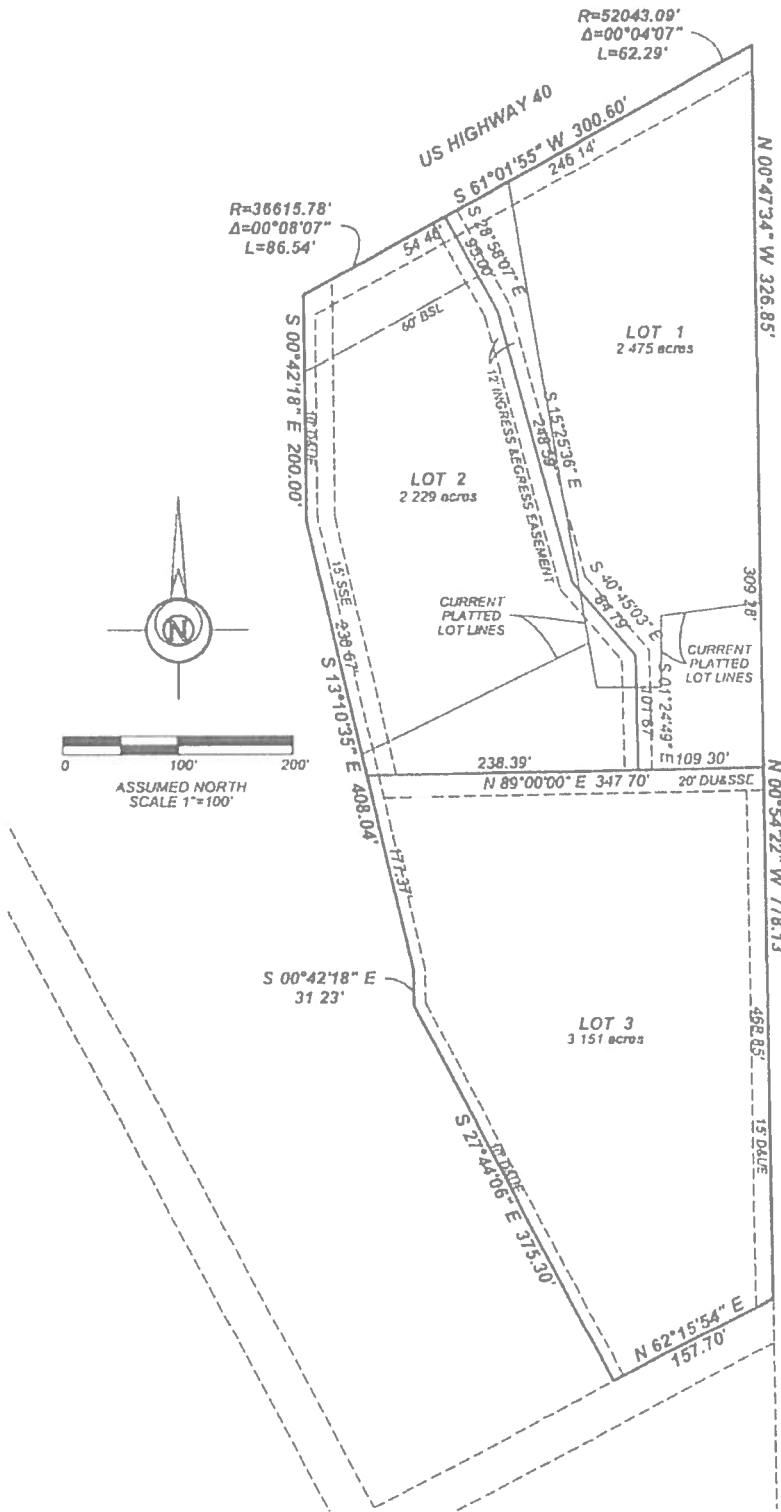 R=52043.09'
Δ=00°04'07"
L=62.29'
US HIGHWAY 40
S 61°01'55" W 300.60'
246 14'
R=36615.78'
Δ=00°08'07"
L=86.54'
54 46'
S 28°58'07" E
95.00'
N 00°47'34" W 326.85'
60' BSL
LOT 1
2 475 acres
S 00°42'18" E 200.00'
12' INGRESS & EGRESS EASEMENT
S 15°25'36" E
248 59'
LOT 2
2 229 acres
15' SSE
238.67'
CURRENT
PLATTED
LOT LINES
S 40°45'03" E
84 79'
309 28'
CURRENT
PLATTED
LOT LINES
S 01°24'49" E
101 67'
0 100' 200'
ASSUMED NORTH
SCALE 1"=100'
N
S 13°10'35" E 408.04'
238.39'
109 30'
N 89°00'00" E 347 70'
20' DU&SSE
N 00°54'22" W 778.13'
177.37'
S 00°42'18" E
31 23'
LOT 3
3 151 acres
468.85'
15' D&UE
S 27°44'06" E 375.30'
N 62°15'54" E
157.70'